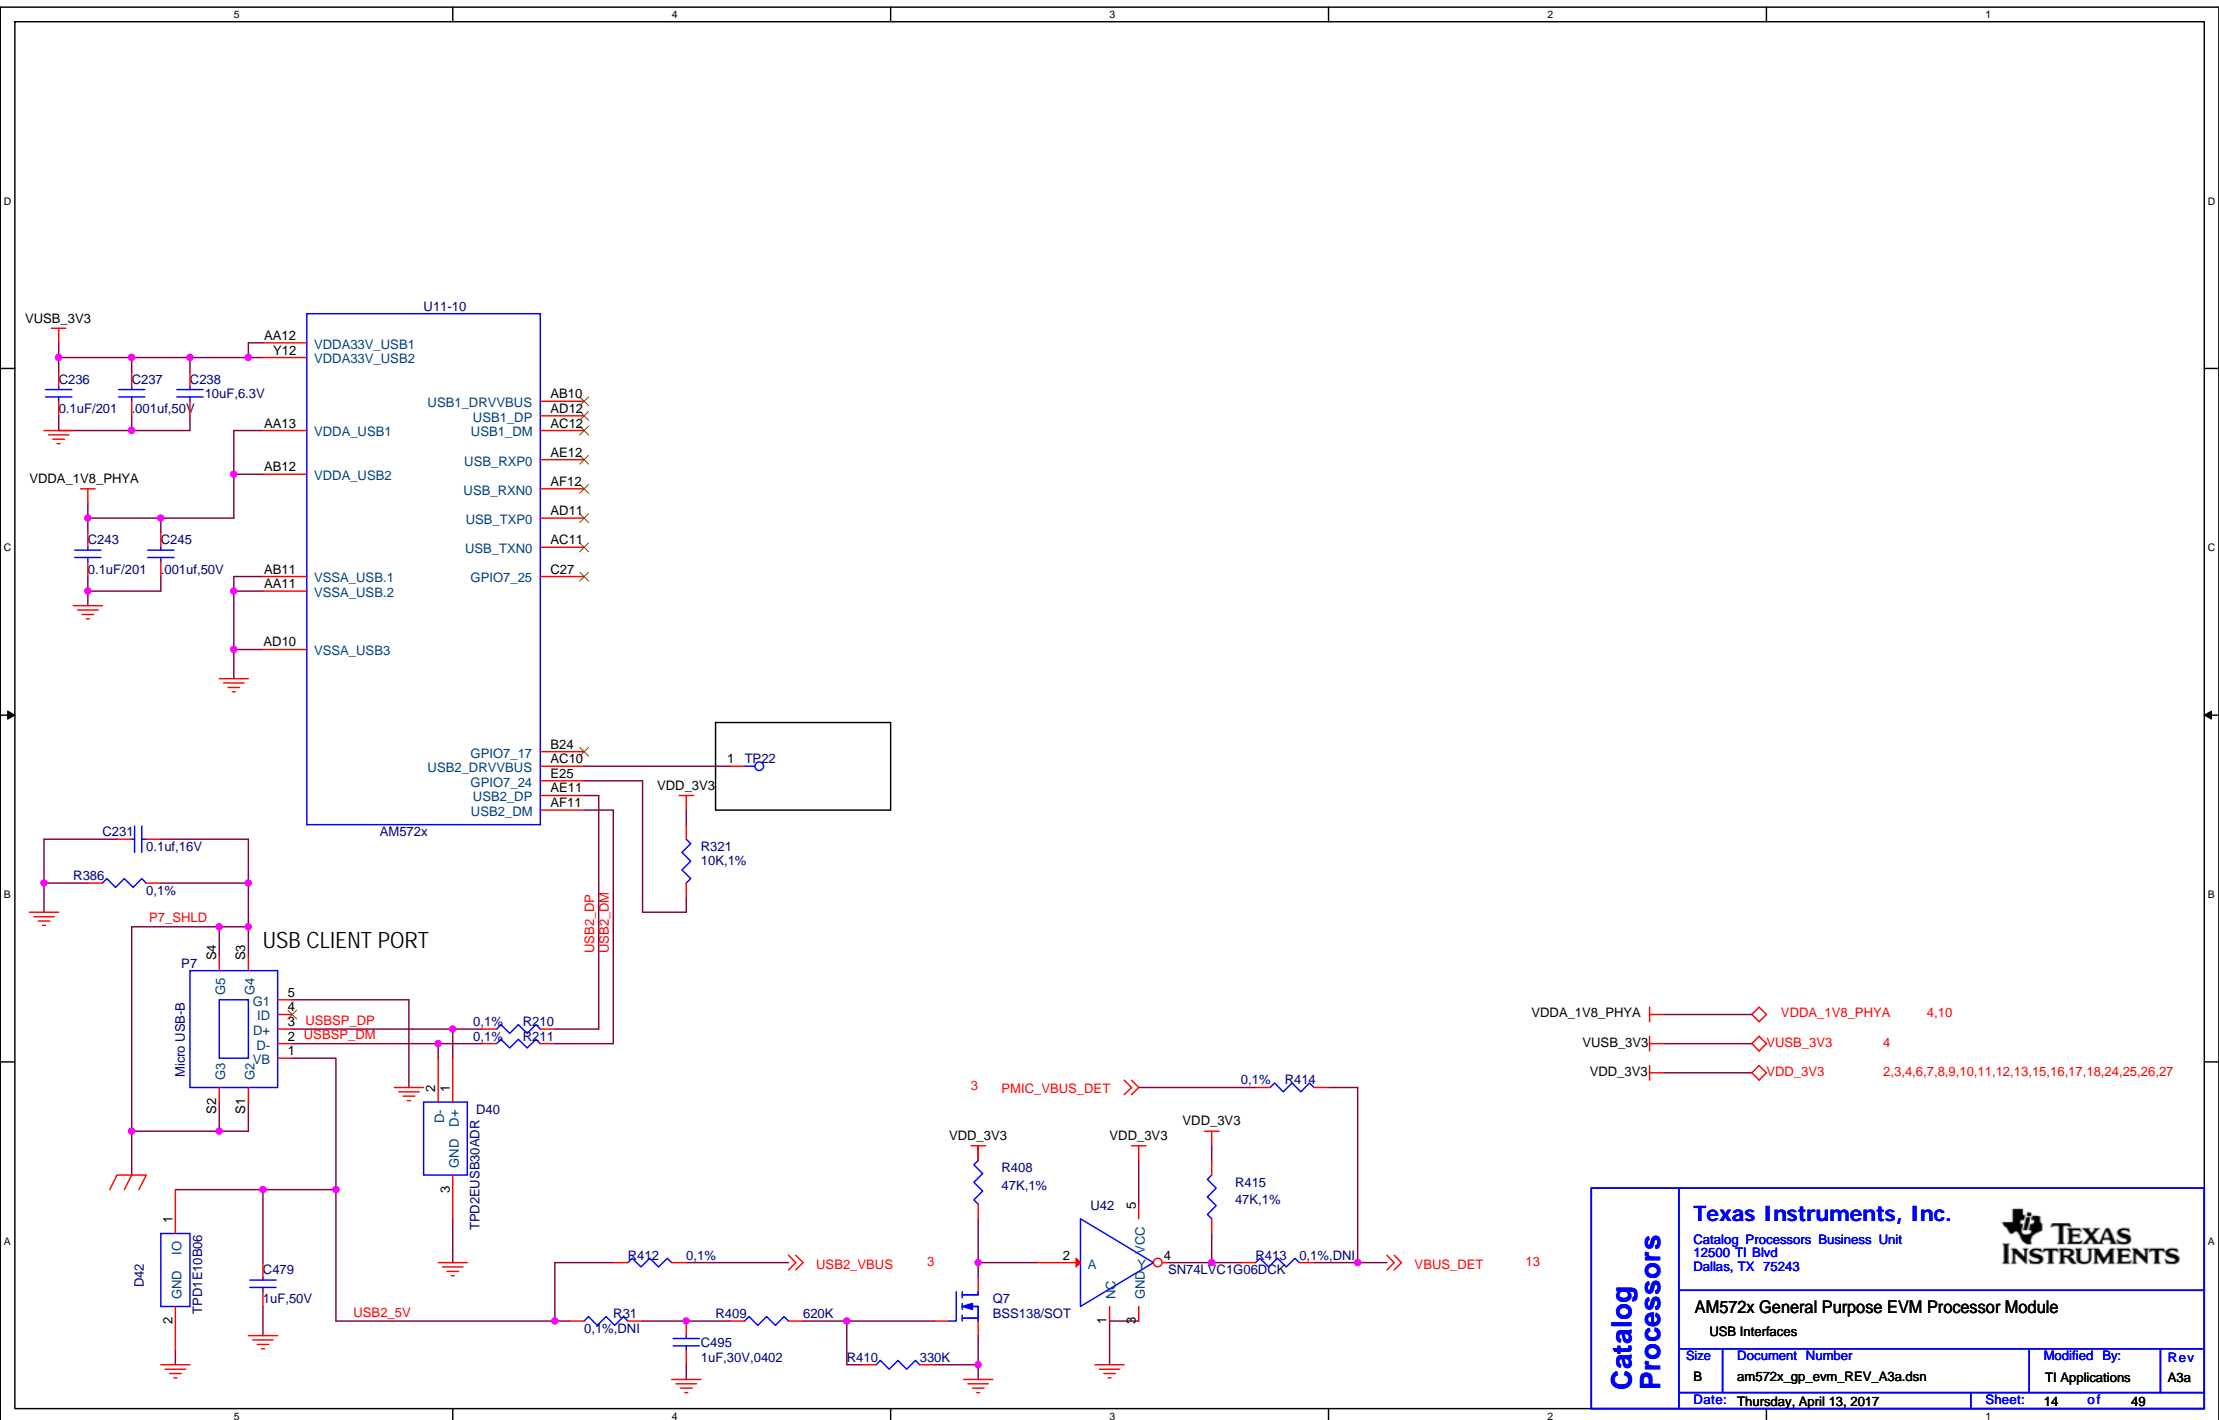 5 4 3 2 1
D D
C C
B B
A A
5 4 3 2 1
U11-10
VUSB_3V3
C236
0.1uF/201
C237
.001uf,50V
C238
10uF,6.3V
AA12 VDDA33V_USB1
Y12 VDDA33V_USB2
AA13 VDDA_USB1
AB12 VDDA_USB2
VDDA_1V8_PHYA
C243
0.1uF/201
C245
.001uf,50V
AB11 VSSA_USB.1
AA11 VSSA_USB.2
AD10 VSSA_USB3
USB1_DRVVBUS AB10
USB1_DP AD12
USB1_DM AC12
USB_RXP0 AE12
USB_RXN0 AF12
USB_TXP0 AD11
USB_TXN0 AC11
GPIO7_25 C27
GPIO7_17 B24
USB2_DRVVBUS AC10
GPIO7_24 E25
USB2_DP AE11
USB2_DM AF11
AM572x
1 TP22
VDD_3V3
R321
10K,1%
USB2_DP
USB2_DM
C231
0.1uf,16V
R386
0,1%
P7_SHLD
USB CLIENT PORT
P7
Micro USB-B
S4 S3
G5 G4
G1 5
ID 4
D+ 3 USBSP_DP
D- 2 USBSP_DM
VB 1
G3 G2
S2 S1
0,1% R210
0,1% R211
2 1
D- D+
GND
3
D40
TPD2EUSB30ADR
1
IO
GND
2
D42
TPD1E10B06
C479
1uF,50V
USB2_5V
R412 0,1%
USB2_VBUS 3
R31
0,1%,DNI
C495
1uF,30V,0402
R409 620K
R410 330K
VDD_3V3
R408
47K,1%
Q7
BSS138/SOT
3 PMIC_VBUS_DET
0,1% R414
VDD_3V3
VDD_3V3
R415
47K,1%
U42
5
VCC
2 A
Y 4
NC GND
1 3
SN74LVC1G06DCK
R413 0,1%,DNI
VBUS_DET 13
VDDA_1V8_PHYA VDDA_1V8_PHYA 4,10
VUSB_3V3 VUSB_3V3 4
VDD_3V3 VDD_3V3 2,3,4,6,7,8,9,10,11,12,13,15,16,17,18,24,25,26,27
Catalog
Processors
Texas Instruments, Inc.
Catalog Processors Business Unit
12500 TI Blvd
Dallas, TX 75243
TEXAS
INSTRUMENTS
AM572x General Purpose EVM Processor Module
USB Interfaces
Size Document Number Modified By: Rev
B am572x_gp_evm_REV_A3a.dsn TI Applications A3a
Date: Thursday, April 13, 2017 Sheet: 14 of 49